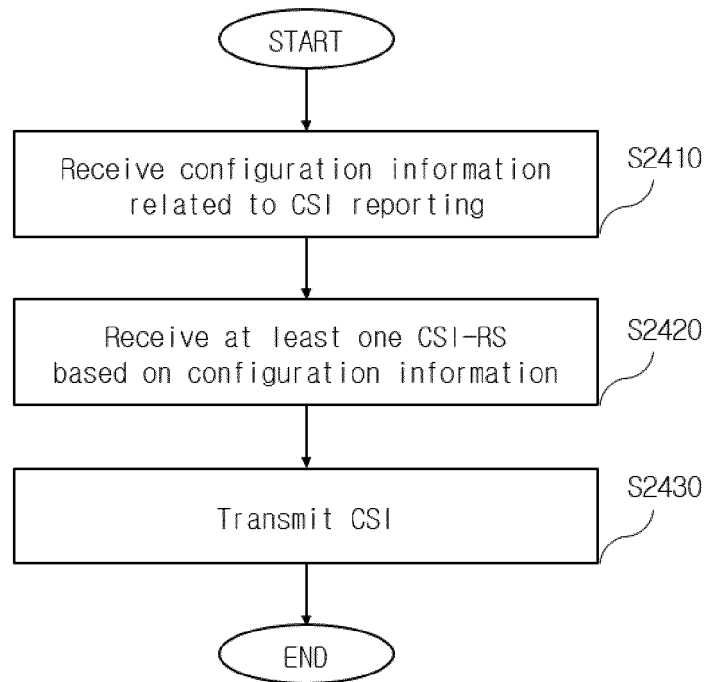 START
Receive configuration information
related to CSI reporting
S2410
Receive at least one CSI-RS
based on configuration information
S2420
Transmit CSI
S2430
END